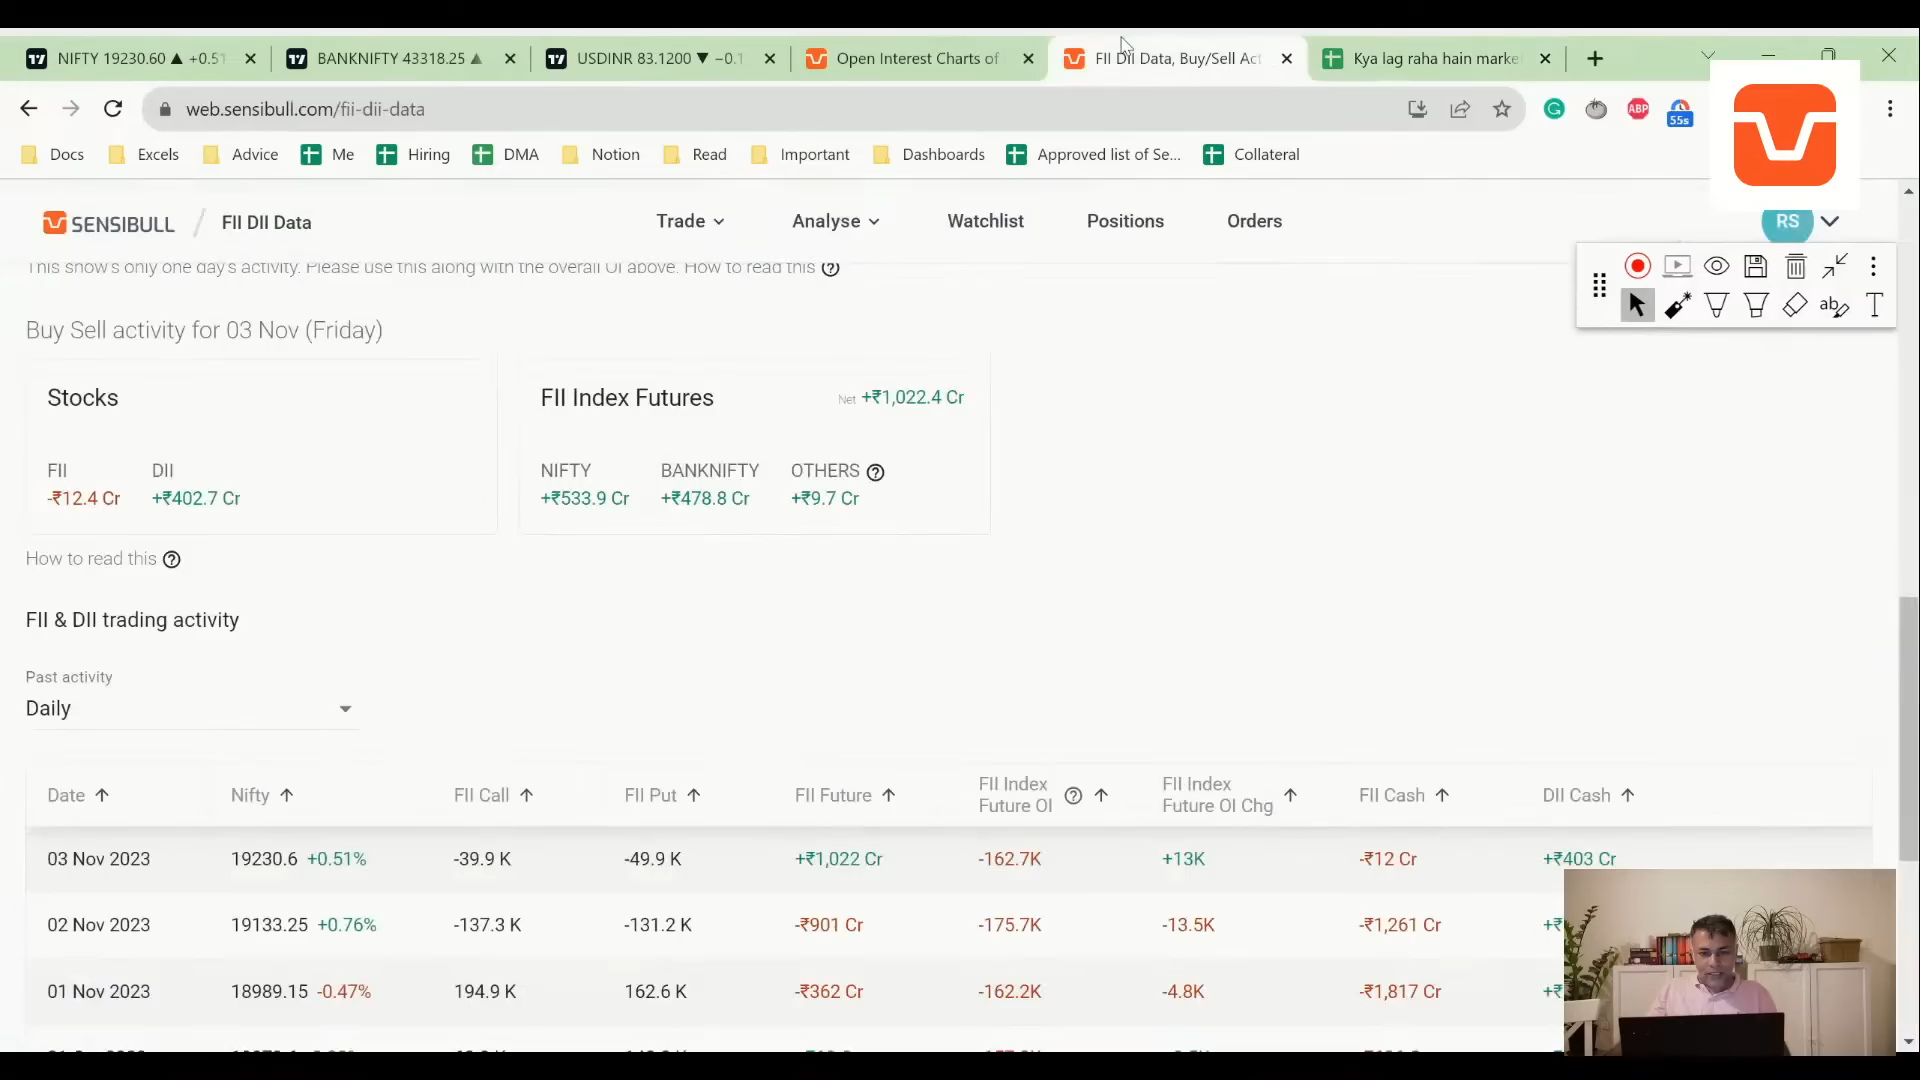 NIFTY 19230.60 ▲ +0.51
BANKNIFTY 43318.25 ▲
USDINR 83.1200 ▼ −0.1
Open Interest Charts of
FII DII Data, Buy/Sell Act
Kya lag raha hain marke
web.sensibull.com/fii-dii-data
ABP
55s
Docs
Excels
Advice
Me
Hiring
DMA
Notion
Read
Important
Dashboards
Approved list of Se...
Collateral
SENSIBULL / FII DII Data
Trade
Analyse
Watchlist
Positions
Orders
RS
This show's only one day's activity. Please use this along with the overall OI above. How to read this
Buy Sell activity for 03 Nov (Friday)
Stocks
FII DII
-₹12.4 Cr +₹402.7 Cr
FII Index Futures Net +₹1,022.4 Cr
NIFTY BANKNIFTY OTHERS
+₹533.9 Cr +₹478.8 Cr +₹9.7 Cr
How to read this
FII & DII trading activity
Past activity
Daily
Date Nifty FII Call FII Put FII Future FII Index Future OI FII Index Future OI Chg FII Cash DII Cash
03 Nov 2023 19230.6 +0.51% -39.9 K -49.9 K +₹1,022 Cr -162.7K +13K -₹12 Cr +₹403 Cr
02 Nov 2023 19133.25 +0.76% -137.3 K -131.2 K -₹901 Cr -175.7K -13.5K -₹1,261 Cr +₹
01 Nov 2023 18989.15 -0.47% 194.9 K 162.6 K -₹362 Cr -162.2K -4.8K -₹1,817 Cr +₹